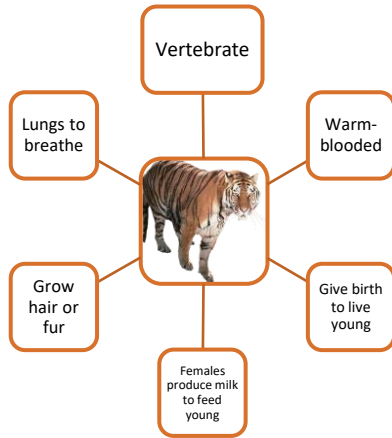 Vertebrate
Lungs to
breathe
Warm-
blooded
Grow
hair or
fur
Give birth
to live
young
Females
produce milk
to feed
young